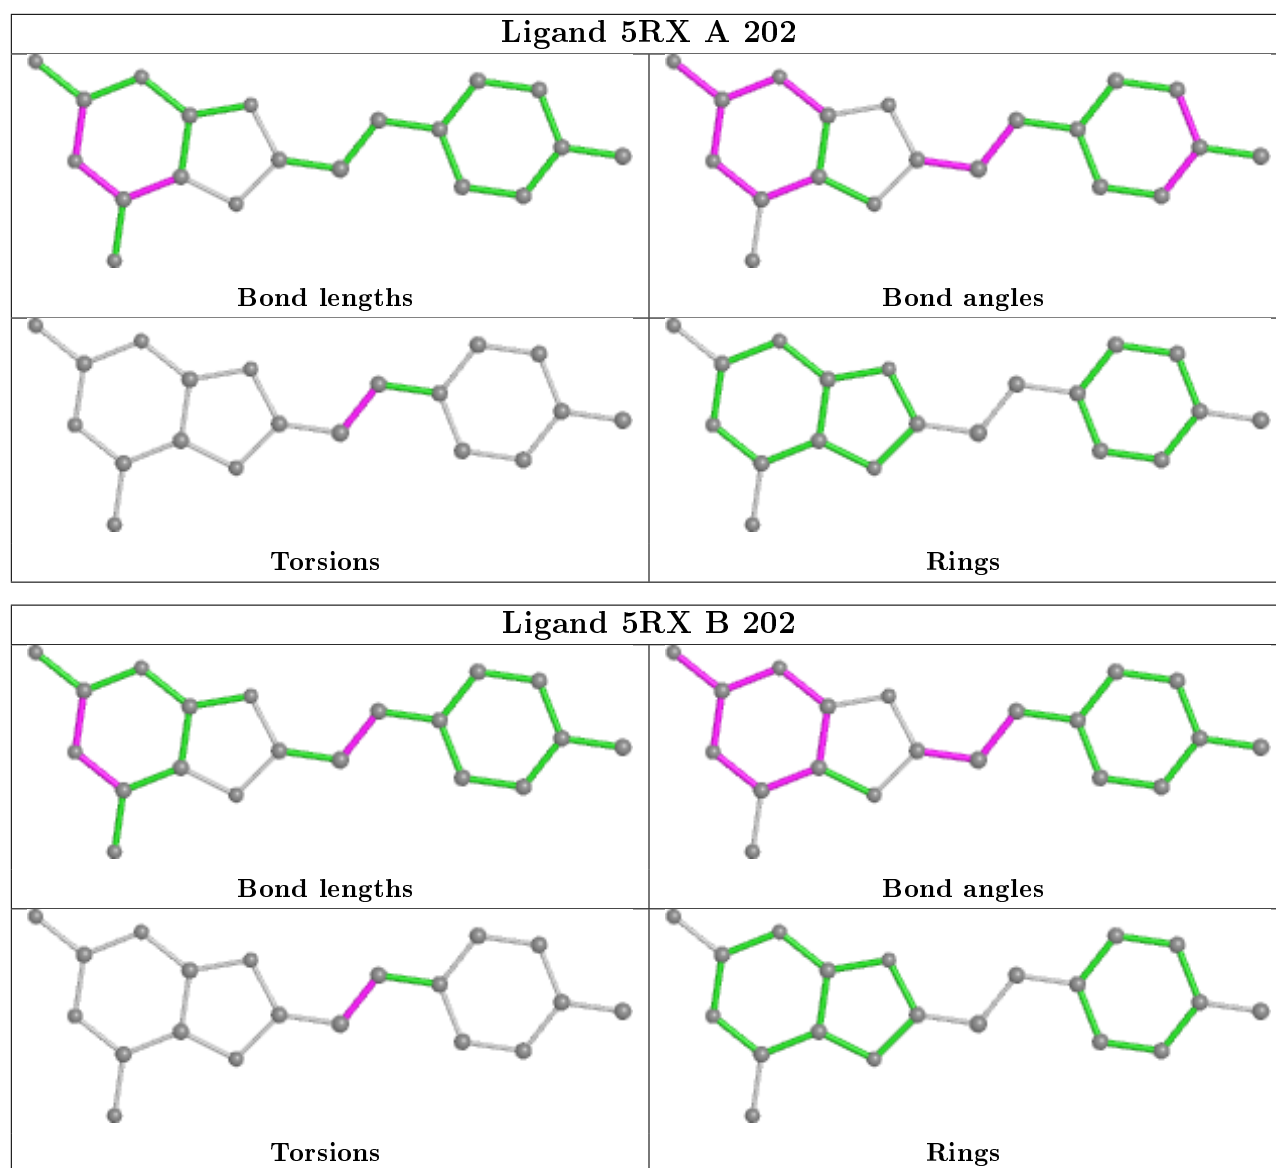 Ligand 5RX A 202
Bond lengths
Bond angles
Torsions
Rings
Ligand 5RX B 202
Bond lengths
Bond angles
Torsions
Rings